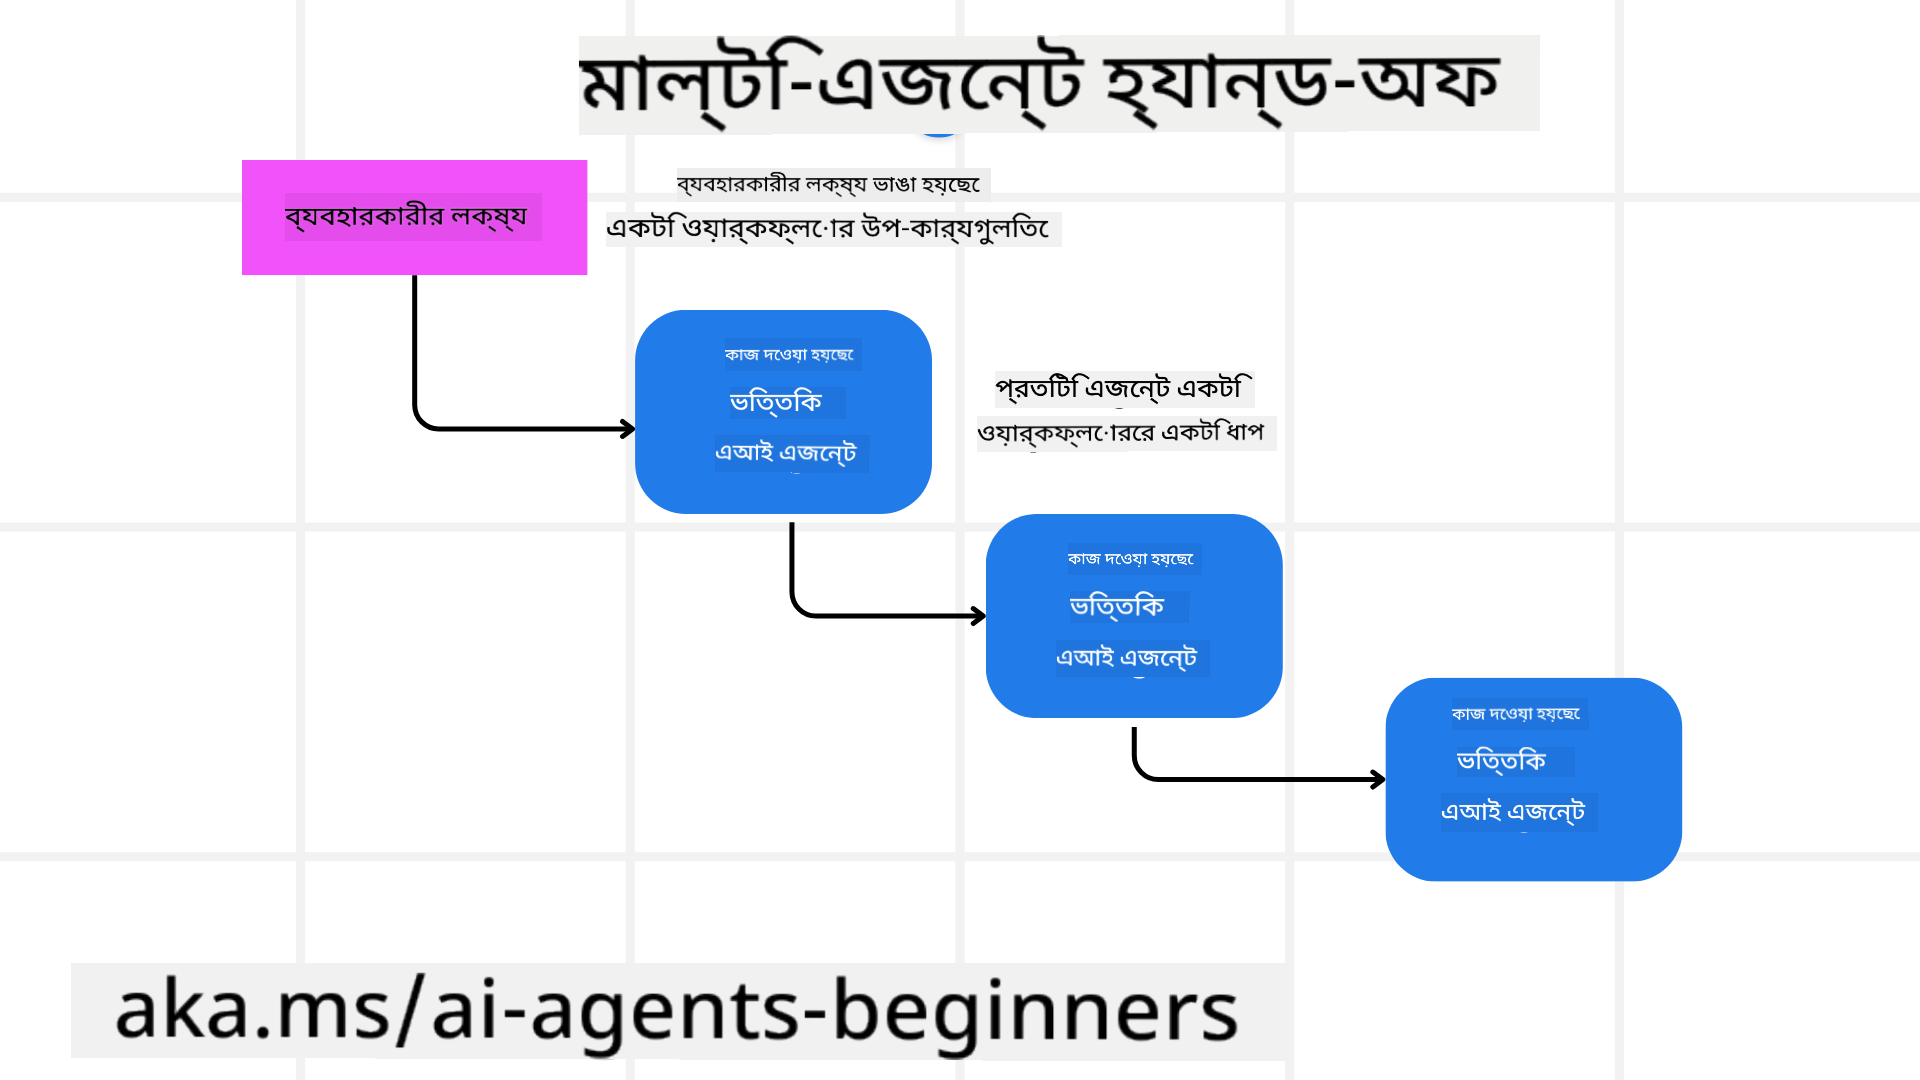 মাল্টি-এজেন্ট হ্যান্ড-অফ
ব্যবহারকারীর লক্ষ্য
ব্যবহারকারীর লক্ষ্য ভাঙা হয়েছে
একটি ওয়ার্কফ্লোর উপ-কার্যগুলিতে
কাজ দেওয়া হয়েছে
ভিত্তিক
এআই এজেন্ট
প্রতিটি এজেন্ট একটি
ওয়ার্কফ্লোরের একটি ধাপ
কাজ দেওয়া হয়েছে
ভিত্তিক
এআই এজেন্ট
কাজ দেওয়া হয়েছে
ভিত্তিক
এআই এজেন্ট
aka.ms/ai-agents-beginners